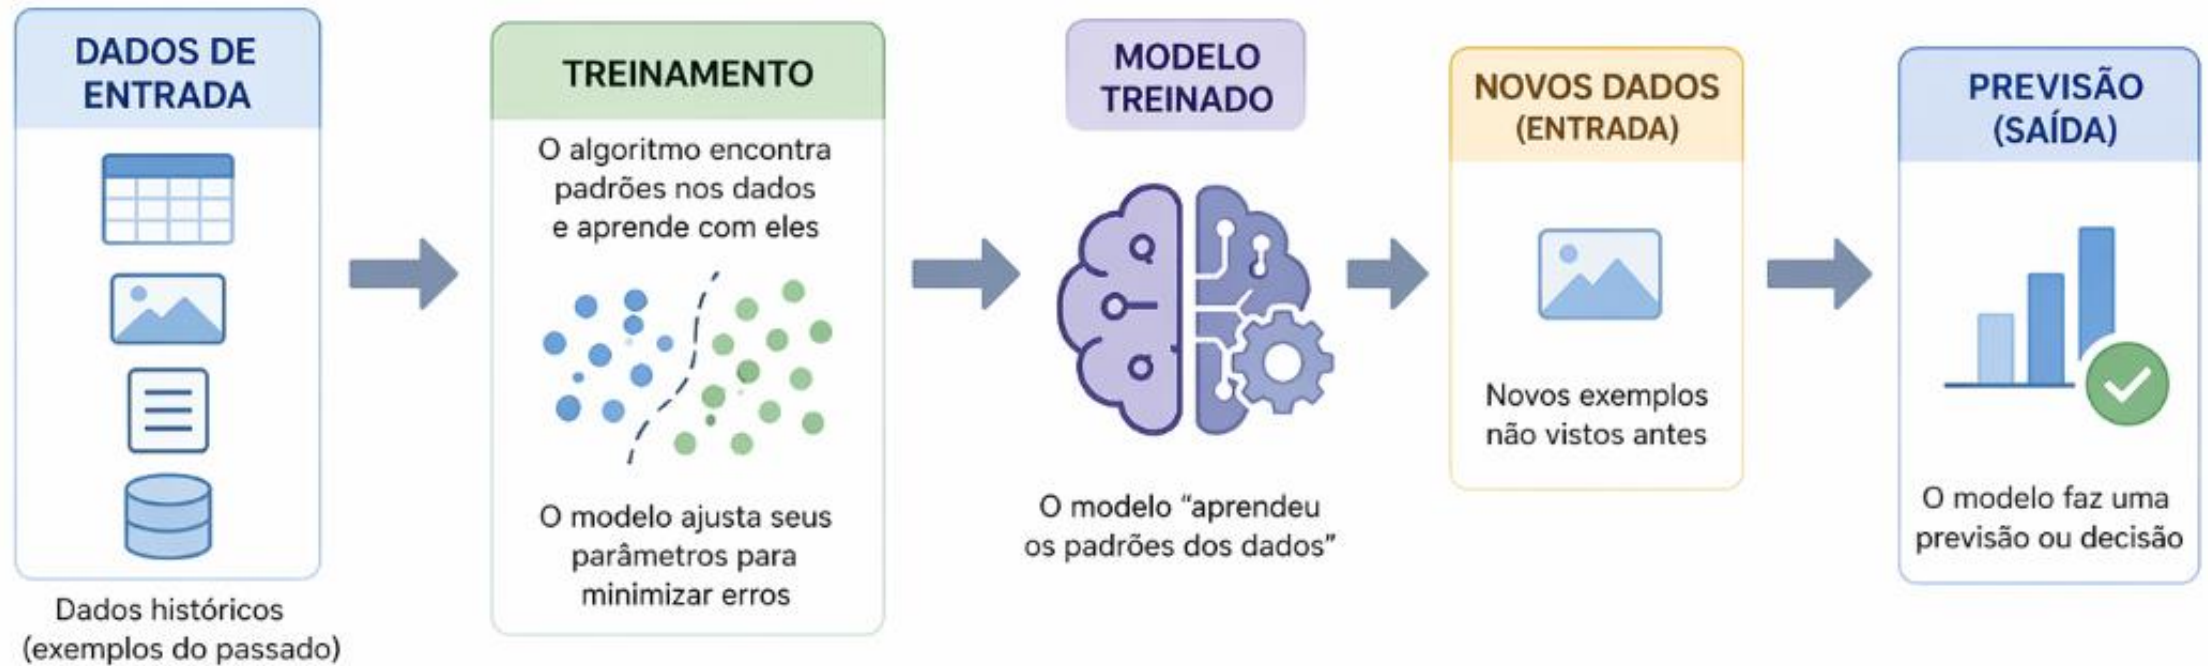 DADOS DE
ENTRADA
Dados históricos
(exemplos do passado)
TREINAMENTO
O algoritmo encontra
padrões nos dados
e aprende com eles
O modelo ajusta seus
parâmetros para
minimizar erros
MODELO
TREINADO
O modelo “aprendeu
os padrões dos dados”
NOVOS DADOS
(ENTRADA)
Novos exemplos
não vistos antes
PREVISÃO
(SAÍDA)
O modelo faz uma
previsão ou decisão